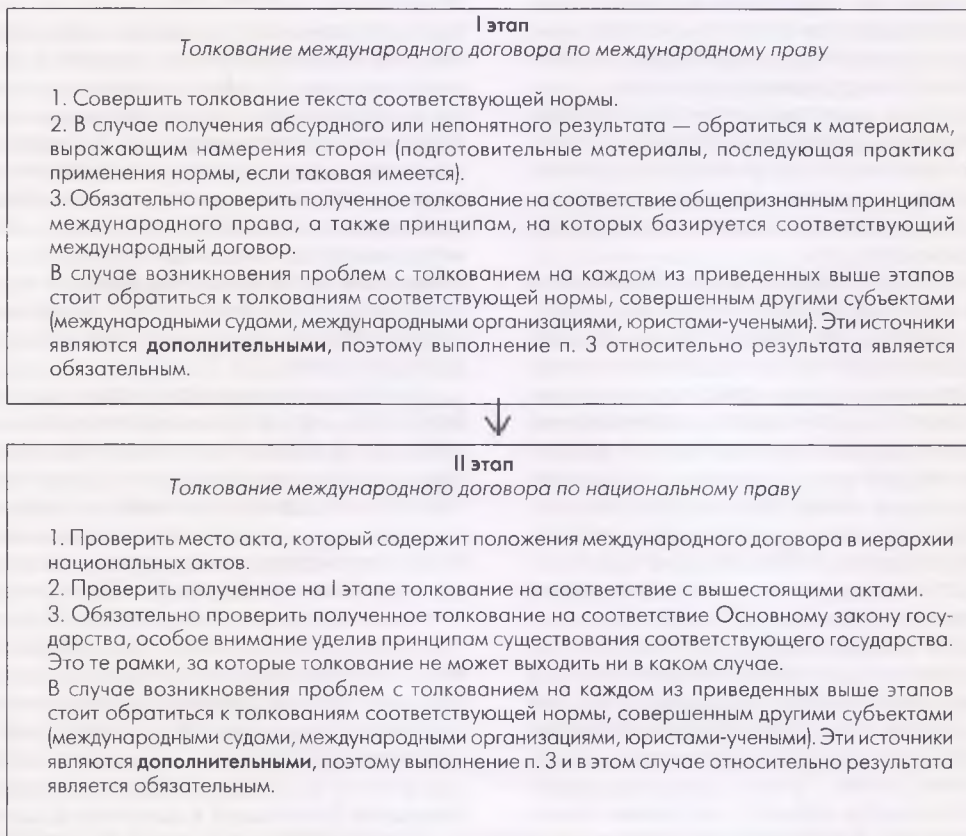 I этап
Толкование международного договора по международному праву
1. Совершить толкование текста соответствующей нормы.
2. В случае получения абсурдного или непонятного результата — обратиться к материалам,
выражающим намерения сторон (подготовительные материалы, последующая практика
применения нормы, если таковая имеется).
3. Обязательно проверить полученное толкование на соответствие общепризнанным принципам
международного права, а также принципам, на которых базируется соответствующий
международный договор.
В случае возникновения проблем с толкованием на каждом из приведенных выше этапов
стоит обратиться к толкованиям соответствующей нормы, совершенным другими субъектами
(международными судами, международными организациями, юристами-учеными). Эти источники
являются дополнительными, поэтому выполнение п. 3 относительно результата является
обязательным.
II этап
Толкование международного договора по национальному праву
1. Проверить место акта, который содержит положения международного договора в иерархии
национальных актов.
2. Проверить полученное на I этапе толкование на соответствие с вышестоящими актами.
3. Обязательно проверить полученное толкование на соответствие Основному закону госу-
дарства, особое внимание уделив принципам существования соответствующего государства.
Это те рамки, за которые толкование не может выходить ни в каком случае.
В случае возникновения проблем с толкованием на каждом из приведенных выше этапов
стоит обратиться к толкованиям соответствующей нормы, совершенным другими субъектами
(международными судами, международными организациями, юристами-учеными). Эти источники
являются дополнительными, поэтому выполнение п. 3 и в этом случае относительно результата
является обязательным.